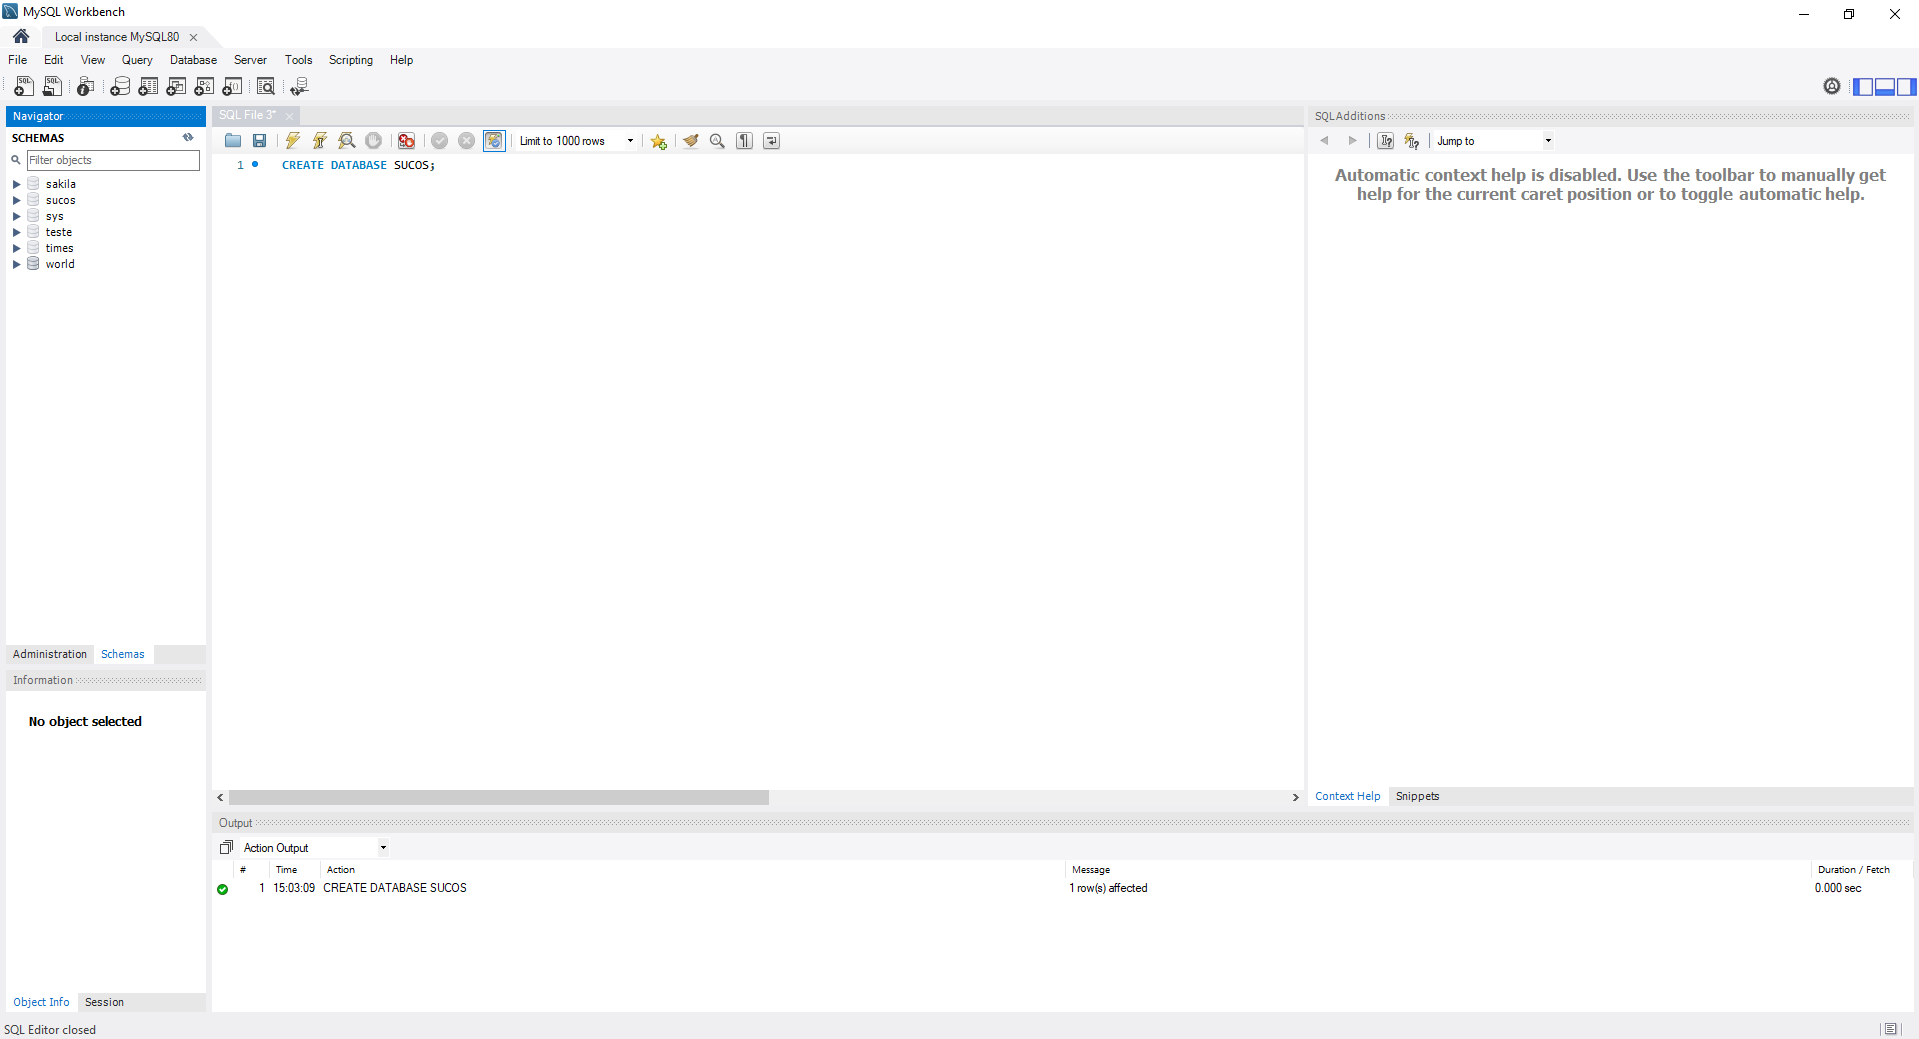 MySQL Workbench
Local instance MySQL80
File Edit View Query Database Server Tools Scripting Help
Navigator
SCHEMAS
Filter objects
sakila
sucos
sys
teste
times
world
Administration Schemas
Information
No object selected
Object Info Session
SQL File 3*
Limit to 1000 rows
1 CREATE DATABASE SUCOS;
SQLAdditions
Jump to
Automatic context help is disabled. Use the toolbar to manually get
help for the current caret position or to toggle automatic help.
Context Help Snippets
Output
Action Output
# Time Action Message Duration / Fetch
1 15:03:09 CREATE DATABASE SUCOS 1 row(s) affected 0.000 sec
SQL Editor closed